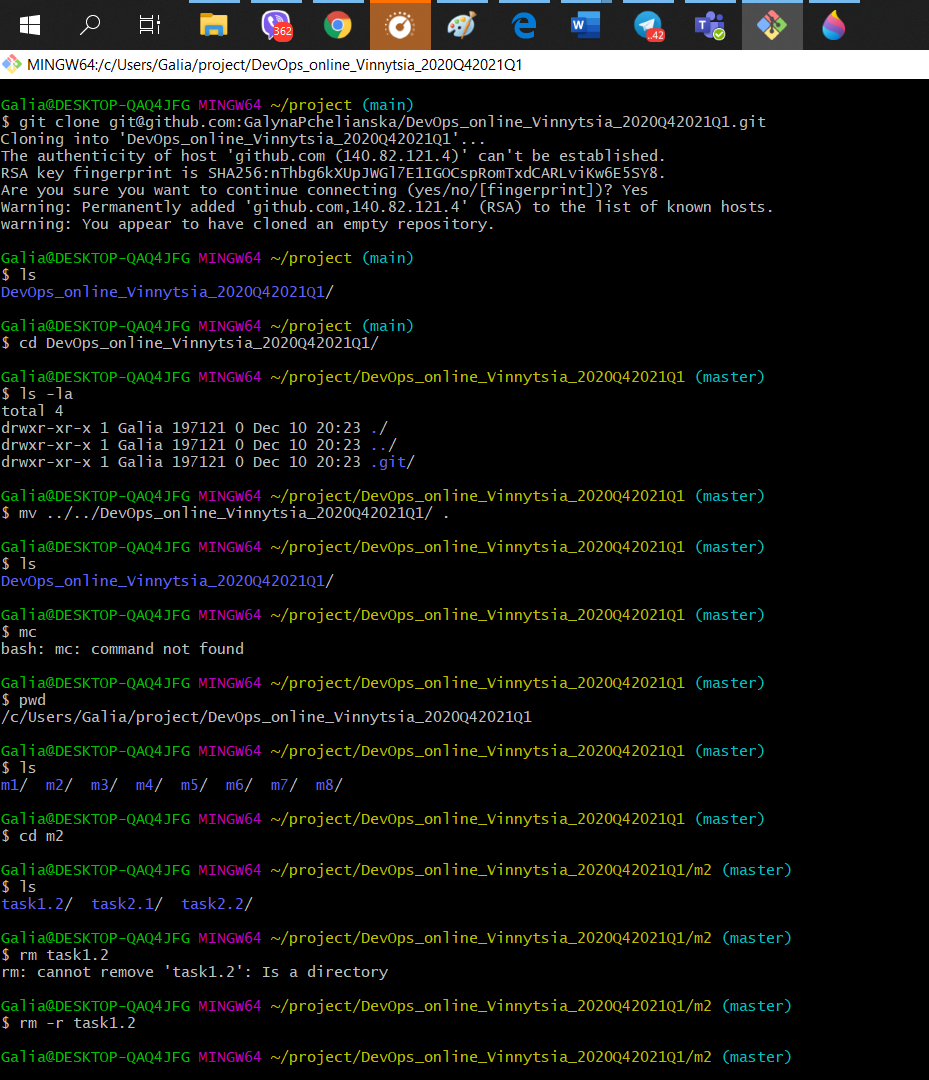 362
..42
MINGW64:/c/Users/Galia/project/DevOps_online_Vinnytsia_2020Q42021Q1
Galia@DESKTOP-QAQ4JFG MINGW64 ~/project (main)
$ git clone git@github.com:GalynaPchelianska/DevOps_online_Vinnytsia_2020Q42021Q1.git
Cloning into 'DevOps_online_Vinnytsia_2020Q42021Q1'...
The authenticity of host 'github.com (140.82.121.4)' can't be established.
RSA key fingerprint is SHA256:nThbg6kXUpJWGl7E1IGOCspRomTxdCARLviKw6E5SY8.
Are you sure you want to continue connecting (yes/no/[fingerprint])? Yes
Warning: Permanently added 'github.com,140.82.121.4' (RSA) to the list of known hosts.
warning: You appear to have cloned an empty repository.
Galia@DESKTOP-QAQ4JFG MINGW64 ~/project (main)
$ ls
DevOps_online_Vinnytsia_2020Q42021Q1/
Galia@DESKTOP-QAQ4JFG MINGW64 ~/project (main)
$ cd DevOps_online_Vinnytsia_2020Q42021Q1/
Galia@DESKTOP-QAQ4JFG MINGW64 ~/project/DevOps_online_Vinnytsia_2020Q42021Q1 (master)
$ ls -la
total 4
drwxr-xr-x 1 Galia 197121 0 Dec 10 20:23 ./
drwxr-xr-x 1 Galia 197121 0 Dec 10 20:23 ../
drwxr-xr-x 1 Galia 197121 0 Dec 10 20:23 .git/
Galia@DESKTOP-QAQ4JFG MINGW64 ~/project/DevOps_online_Vinnytsia_2020Q42021Q1 (master)
$ mv ../../DevOps_online_Vinnytsia_2020Q42021Q1/ .
Galia@DESKTOP-QAQ4JFG MINGW64 ~/project/DevOps_online_Vinnytsia_2020Q42021Q1 (master)
$ ls
DevOps_online_Vinnytsia_2020Q42021Q1/
Galia@DESKTOP-QAQ4JFG MINGW64 ~/project/DevOps_online_Vinnytsia_2020Q42021Q1 (master)
$ mc
bash: mc: command not found
Galia@DESKTOP-QAQ4JFG MINGW64 ~/project/DevOps_online_Vinnytsia_2020Q42021Q1 (master)
$ pwd
/c/Users/Galia/project/DevOps_online_Vinnytsia_2020Q42021Q1
Galia@DESKTOP-QAQ4JFG MINGW64 ~/project/DevOps_online_Vinnytsia_2020Q42021Q1 (master)
$ ls
m1/ m2/ m3/ m4/ m5/ m6/ m7/ m8/
Galia@DESKTOP-QAQ4JFG MINGW64 ~/project/DevOps_online_Vinnytsia_2020Q42021Q1 (master)
$ cd m2
Galia@DESKTOP-QAQ4JFG MINGW64 ~/project/DevOps_online_Vinnytsia_2020Q42021Q1/m2 (master)
$ ls
task1.2/ task2.1/ task2.2/
Galia@DESKTOP-QAQ4JFG MINGW64 ~/project/DevOps_online_Vinnytsia_2020Q42021Q1/m2 (master)
$ rm task1.2
rm: cannot remove 'task1.2': Is a directory
Galia@DESKTOP-QAQ4JFG MINGW64 ~/project/DevOps_online_Vinnytsia_2020Q42021Q1/m2 (master)
$ rm -r task1.2
Galia@DESKTOP-QAQ4JFG MINGW64 ~/project/DevOps_online_Vinnytsia_2020Q42021Q1/m2 (master)